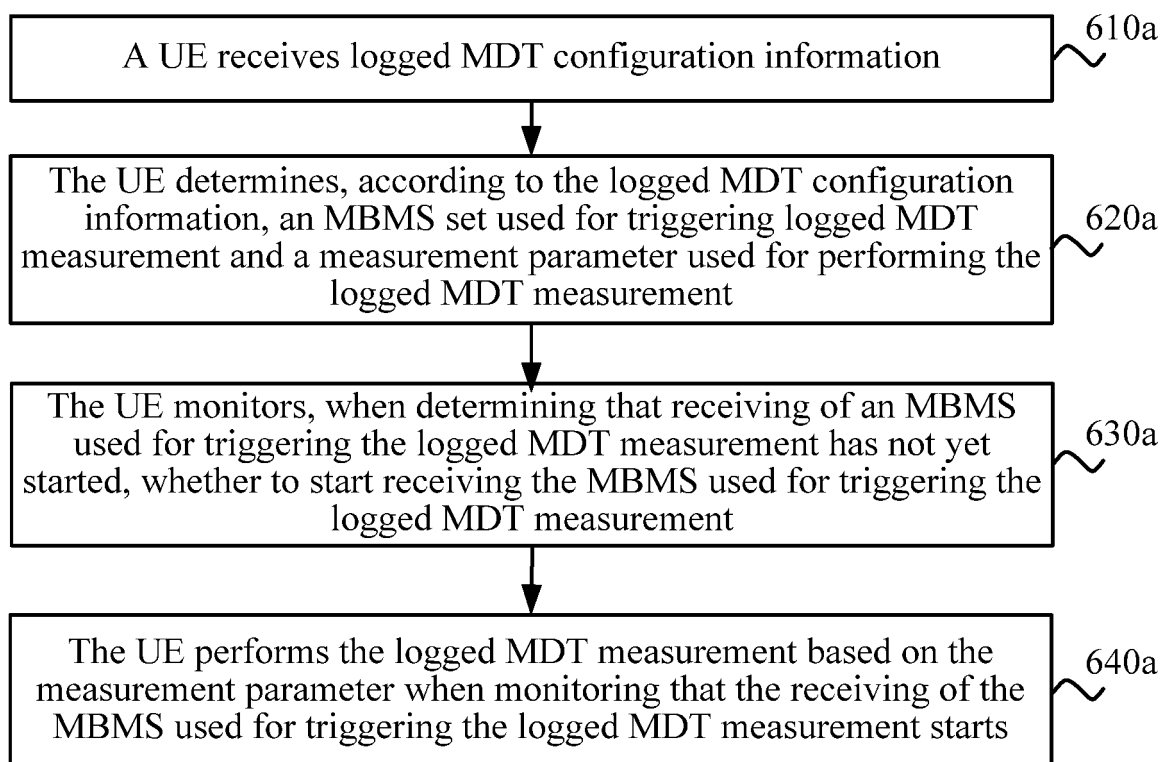 A UE receives logged MDT configuration information
610a
The UE determines, according to the logged MDT configuration
information, an MBMS set used for triggering logged MDT
measurement and a measurement parameter used for performing the
logged MDT measurement
620a
The UE monitors, when determining that receiving of an MBMS
used for triggering the logged MDT measurement has not yet
started, whether to start receiving the MBMS used for triggering the
logged MDT measurement
630a
The UE performs the logged MDT measurement based on the
measurement parameter when monitoring that the receiving of the
MBMS used for triggering the logged MDT measurement starts
640a